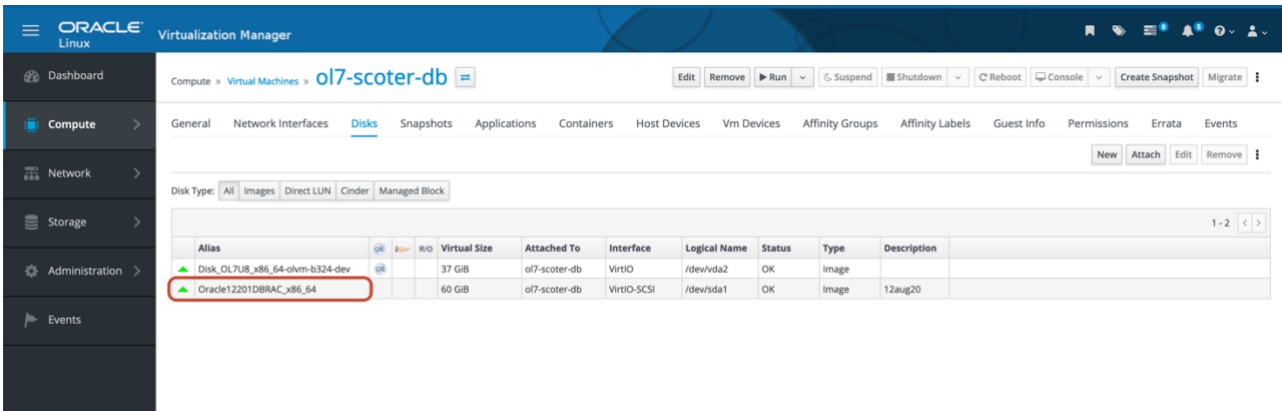 ORACLE
Linux
Virtualization Manager
0
5
Dashboard
Compute
Network
Storage
Administration
Events
Compute » Virtual Machines » ol7-scoter-db
Edit Remove Run Suspend Shutdown Reboot Console Create Snapshot Migrate
General Network Interfaces Disks Snapshots Applications Containers Host Devices Vm Devices Affinity Groups Affinity Labels Guest Info Permissions Errata Events
New Attach Edit Remove
Disk Type: All Images Direct LUN Cinder Managed Block
1 - 2
Alias R/O Virtual Size Attached To Interface Logical Name Status Type Description
Disk_OL7U8_x86_64-olvm-b324-dev OS 37 GiB ol7-scoter-db VirtIO /dev/vda2 OK Image
Oracle12201DBRAC_x86_64 60 GiB ol7-scoter-db VirtIO-SCSI /dev/sda1 OK Image 12aug20